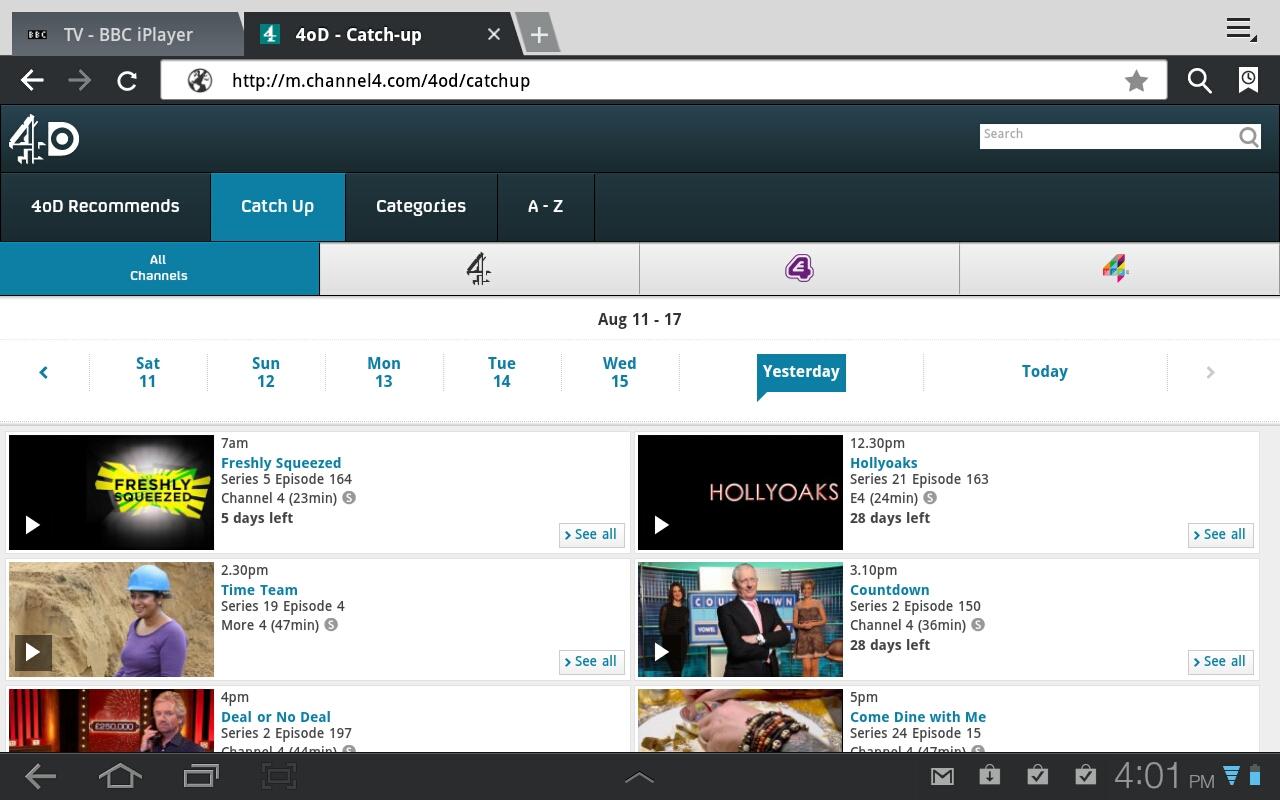 BBC TV - BBC iPlayer
4 4oD - Catch-up
http://m.channel4.com/4od/catchup
4oD
Search
4oD Recommends
Catch Up
Categories
A - Z
All
Channels
4
4
4
Aug 11 - 17
Sat
11
Sun
12
Mon
13
Tue
14
Wed
15
Yesterday
Today
FRESHLY
SQUEEZED
7am
Freshly Squeezed
Series 5 Episode 164
Channel 4 (23min) S
5 days left
See all
HOLLYOAKS
12.30pm
Hollyoaks
Series 21 Episode 163
E4 (24min) S
28 days left
See all
2.30pm
Time Team
Series 19 Episode 4
More 4 (47min) S
See all
COUNTDOWN
VOWEL
3.10pm
Countdown
Series 2 Episode 150
Channel 4 (36min) S
28 days left
See all
£250,000
4pm
Deal or No Deal
Series 2 Episode 197
Channel 4 (44min) S
5pm
Come Dine with Me
Series 24 Episode 15
Channel 4 (47min) S
4:01 PM